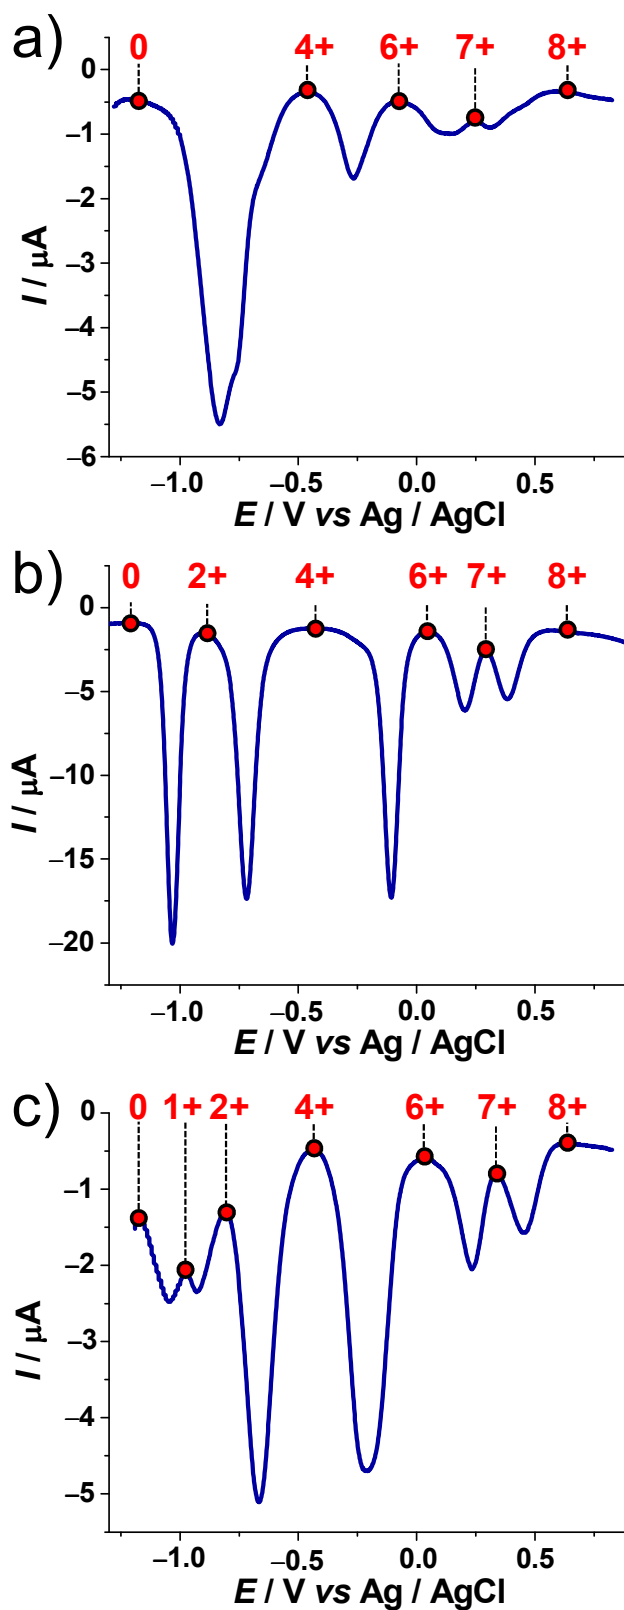 a)
0 4+ 6+ 7+ 8+
0
–1
–2
–3
–4
–5
–6
I / μA
–1.0 –0.5 0.0 0.5
E / V vs Ag / AgCl
b)
0 2+ 4+ 6+ 7+ 8+
0
–5
–10
–15
–20
I / μA
–1.0 –0.5 0.0 0.5
E / V vs Ag / AgCl
c)
0 1+ 2+ 4+ 6+ 7+ 8+
0
–1
–2
–3
–4
–5
I / μA
–1.0 –0.5 0.0 0.5
E / V vs Ag / AgCl